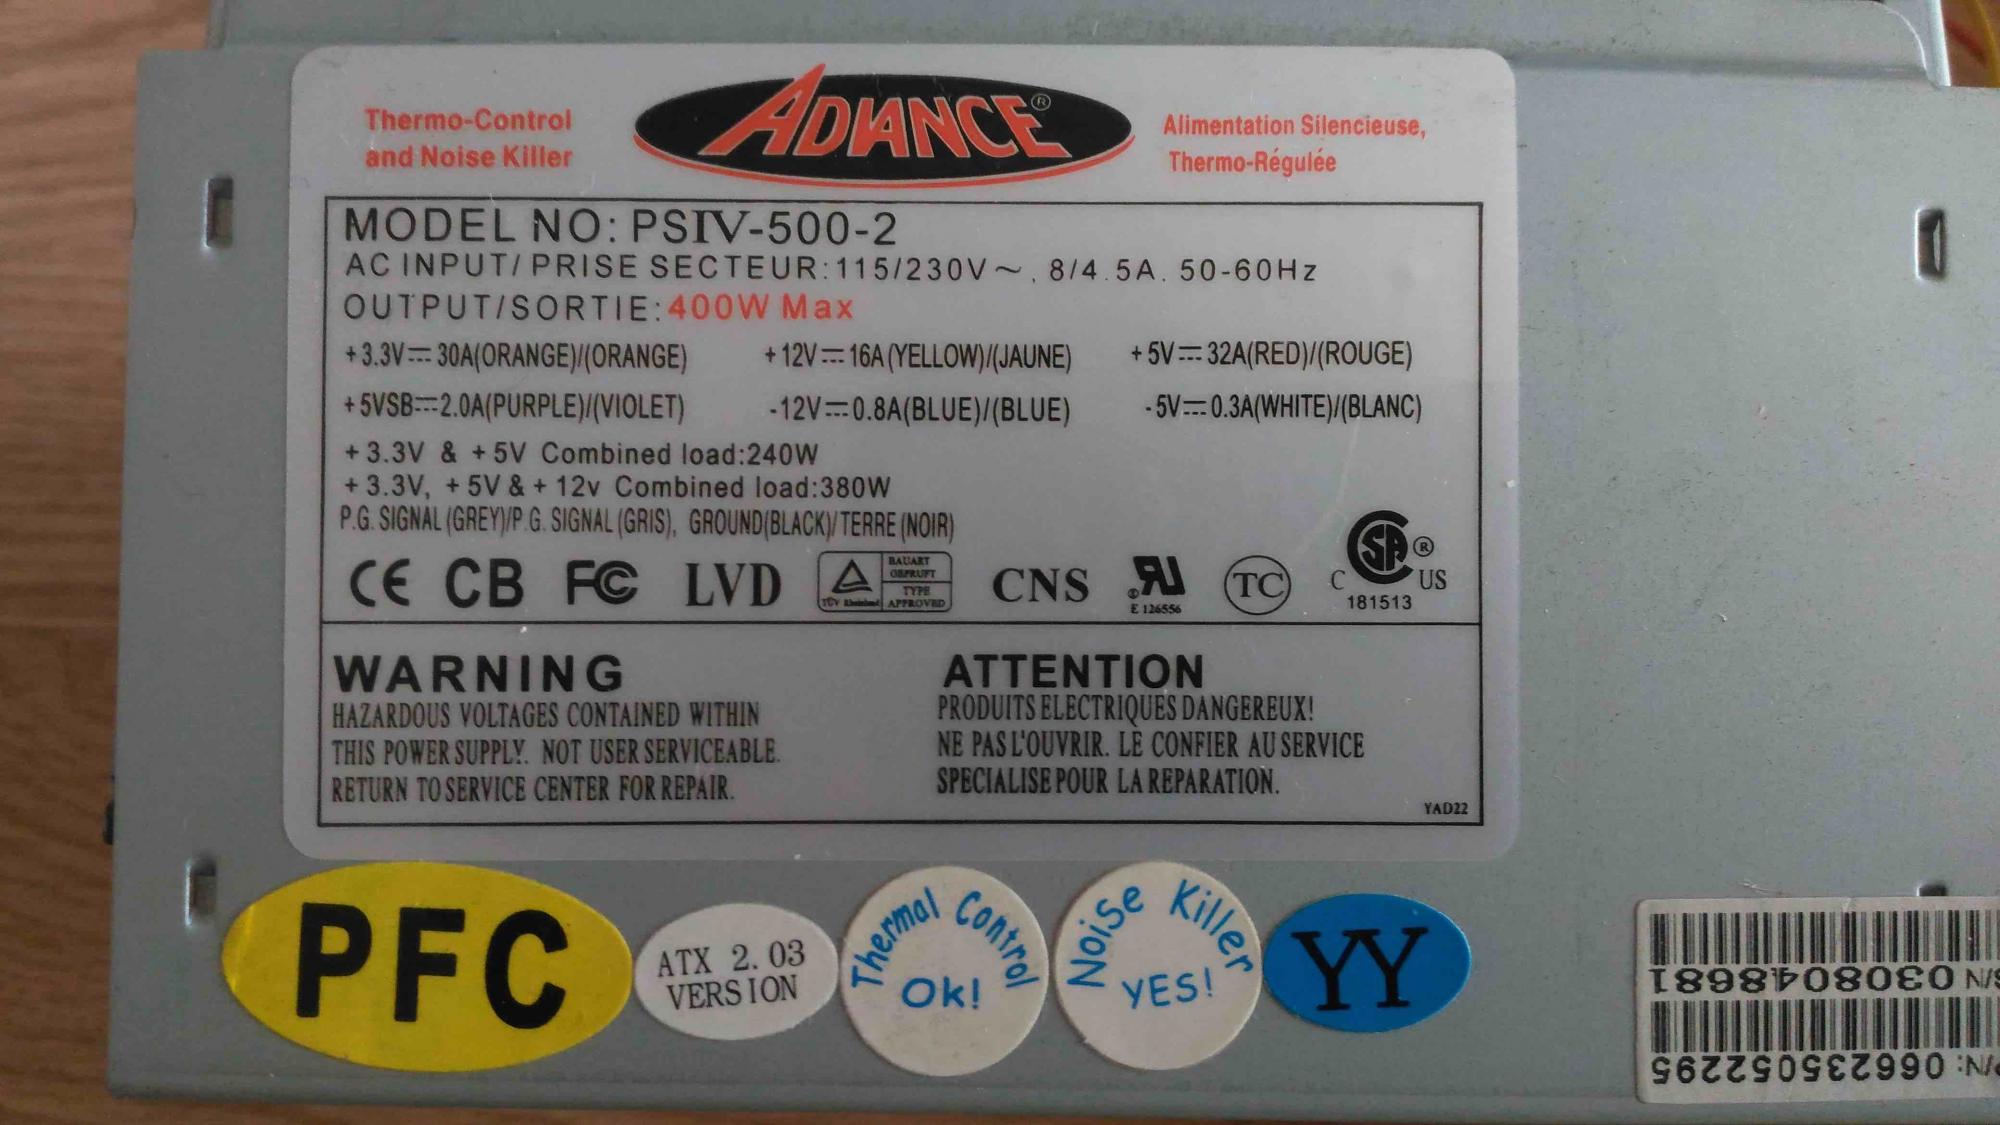 Thermo-Control
and Noise Killer
ADVANCE®
Alimentation Silencieuse,
Thermo-Régulée
MODEL NO: PSIV-500-2
AC INPUT/ PRISE SECTEUR:115/230V～, 8/4.5A. 50-60Hz
OUTPUT/SORTIE:400W Max
+3.3V⎓30A(ORANGE)/(ORANGE) +12V⎓16A(YELLOW)/(JAUNE) +5V⎓32A(RED)/(ROUGE)
+5VSB⎓2.0A(PURPLE)/(VIOLET) -12V⎓0.8A(BLUE)/(BLUE) -5V⎓0.3A(WHITE)/(BLANC)
+3.3V & +5V Combined load:240W
+3.3V, +5V & +12v Combined load:380W
P.G. SIGNAL (GREY)/P.G. SIGNAL (GRIS), GROUND(BLACK)/TERRE (NOIR)
CE CB FC LVD TÜV Rheinland BAUART GEPRUFT TYPE APPROVED CNS RU E 126556 TC C SA® US 181513
WARNING
HAZARDOUS VOLTAGES CONTAINED WITHIN
THIS POWER SUPPLY. NOT USER SERVICEABLE.
RETURN TO SERVICE CENTER FOR REPAIR.
ATTENTION
PRODUITS ELECTRIQUES DANGEREUX!
NE PAS L'OUVRIR. LE CONFIER AU SERVICE
SPECIALISE POUR LA REPARATION.
YAD22
PFC
ATX 2.03
VERSION
Thermal Control
Ok!
Noise Killer
YES!
YY
S/N 0308048681
P/N: 066235052295